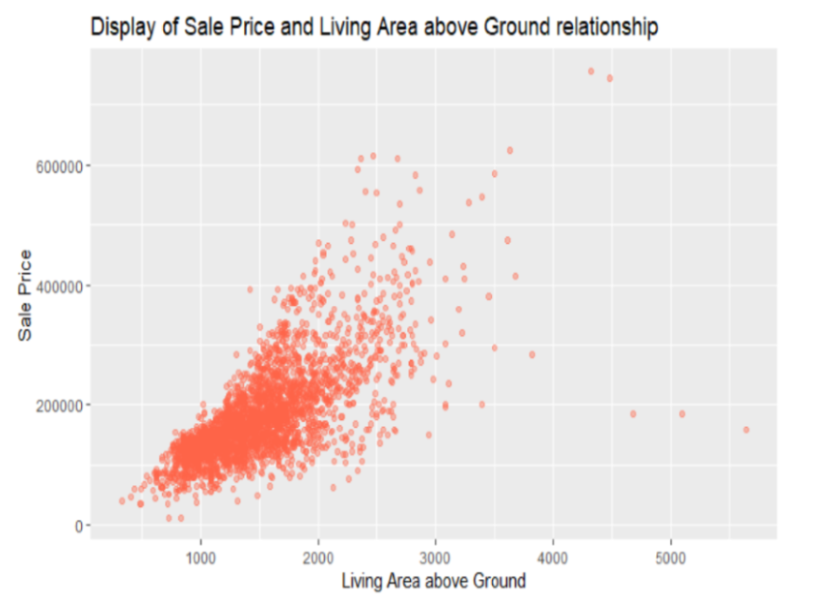 Display of Sale Price and Living Area above Ground relationship
600000
400000
200000
0
Sale Price
1000 2000 3000 4000 5000
Living Area above Ground